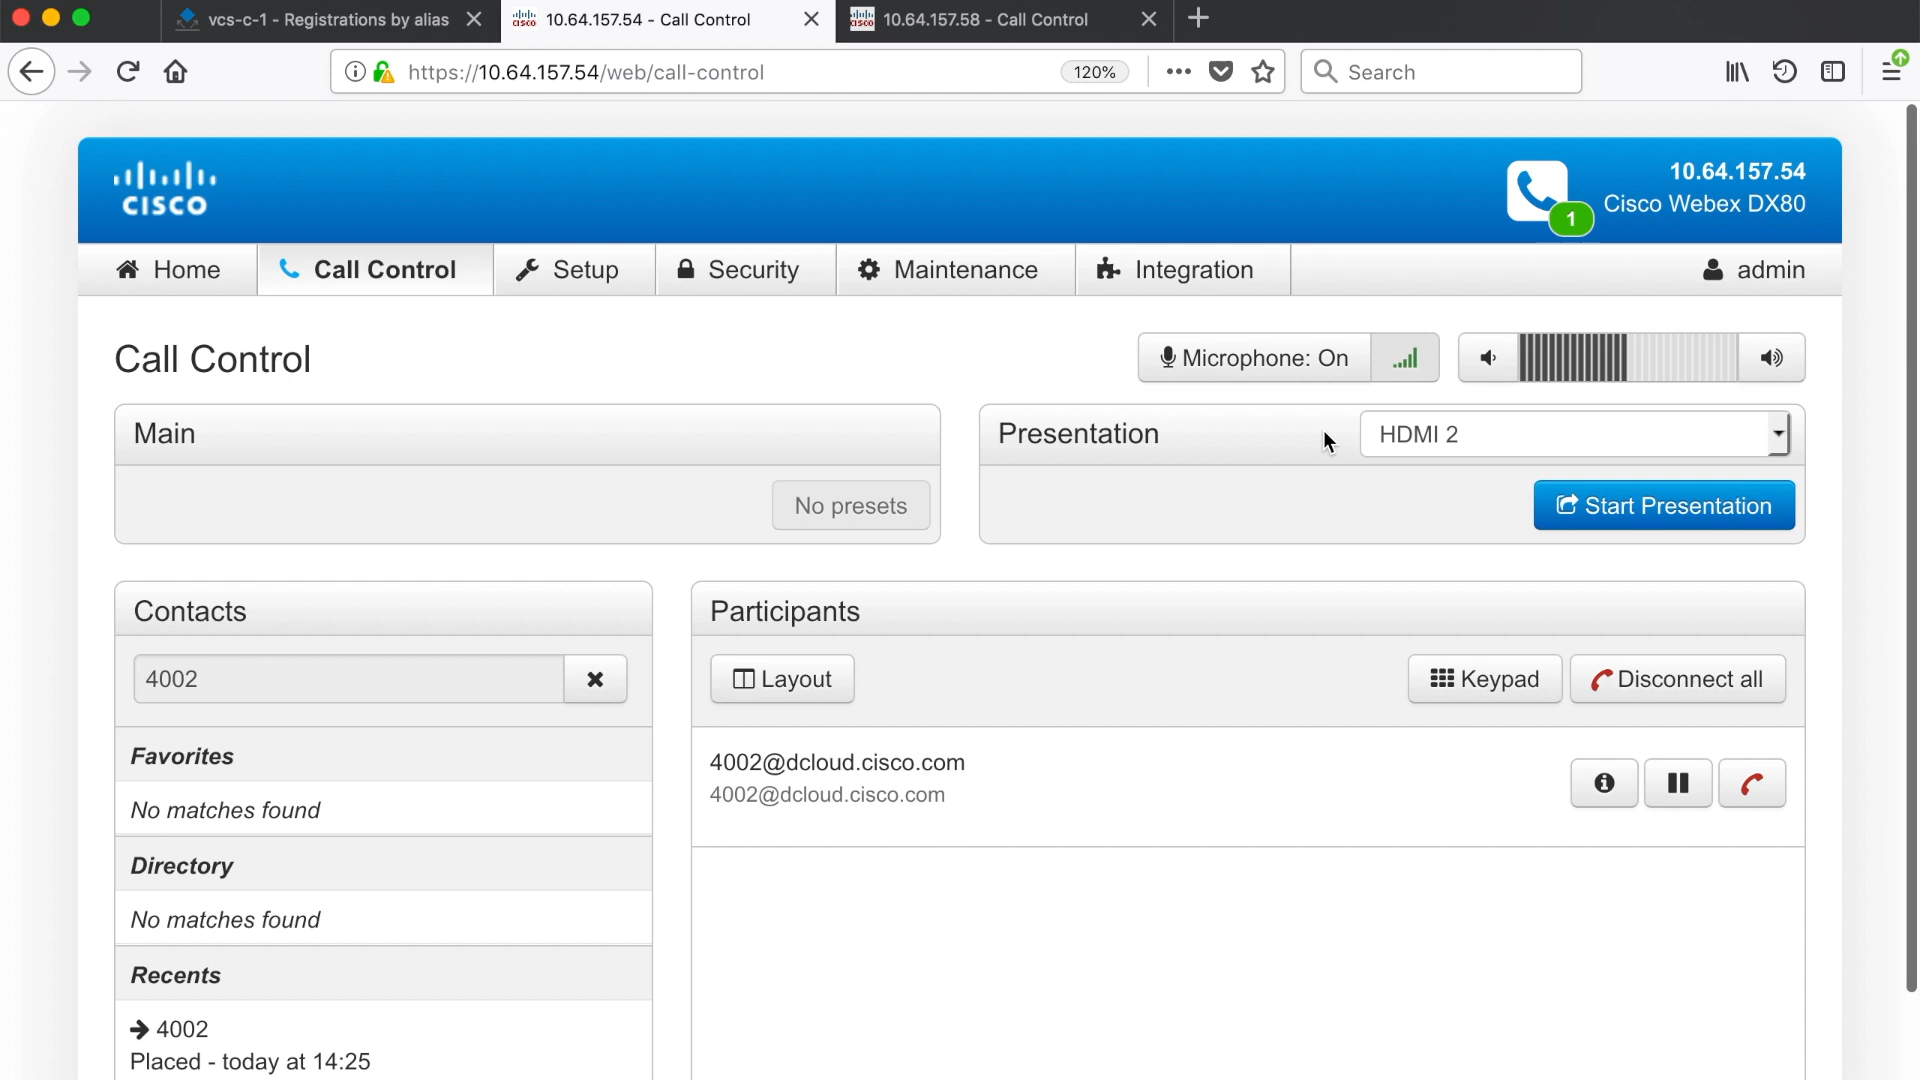 vcs-c-1 - Registrations by alias
10.64.157.54 - Call Control
10.64.157.58 - Call Control
https://10.64.157.54/web/call-control
120%
Search
CISCO
1
10.64.157.54
Cisco Webex DX80
Home
Call Control
Setup
Security
Maintenance
Integration
admin
Call Control
Microphone: On
Main
No presets
Presentation
HDMI 2
Start Presentation
Contacts
4002
Favorites
No matches found
Directory
No matches found
Recents
4002
Placed - today at 14:25
Participants
Layout
Keypad
Disconnect all
4002@dcloud.cisco.com
4002@dcloud.cisco.com